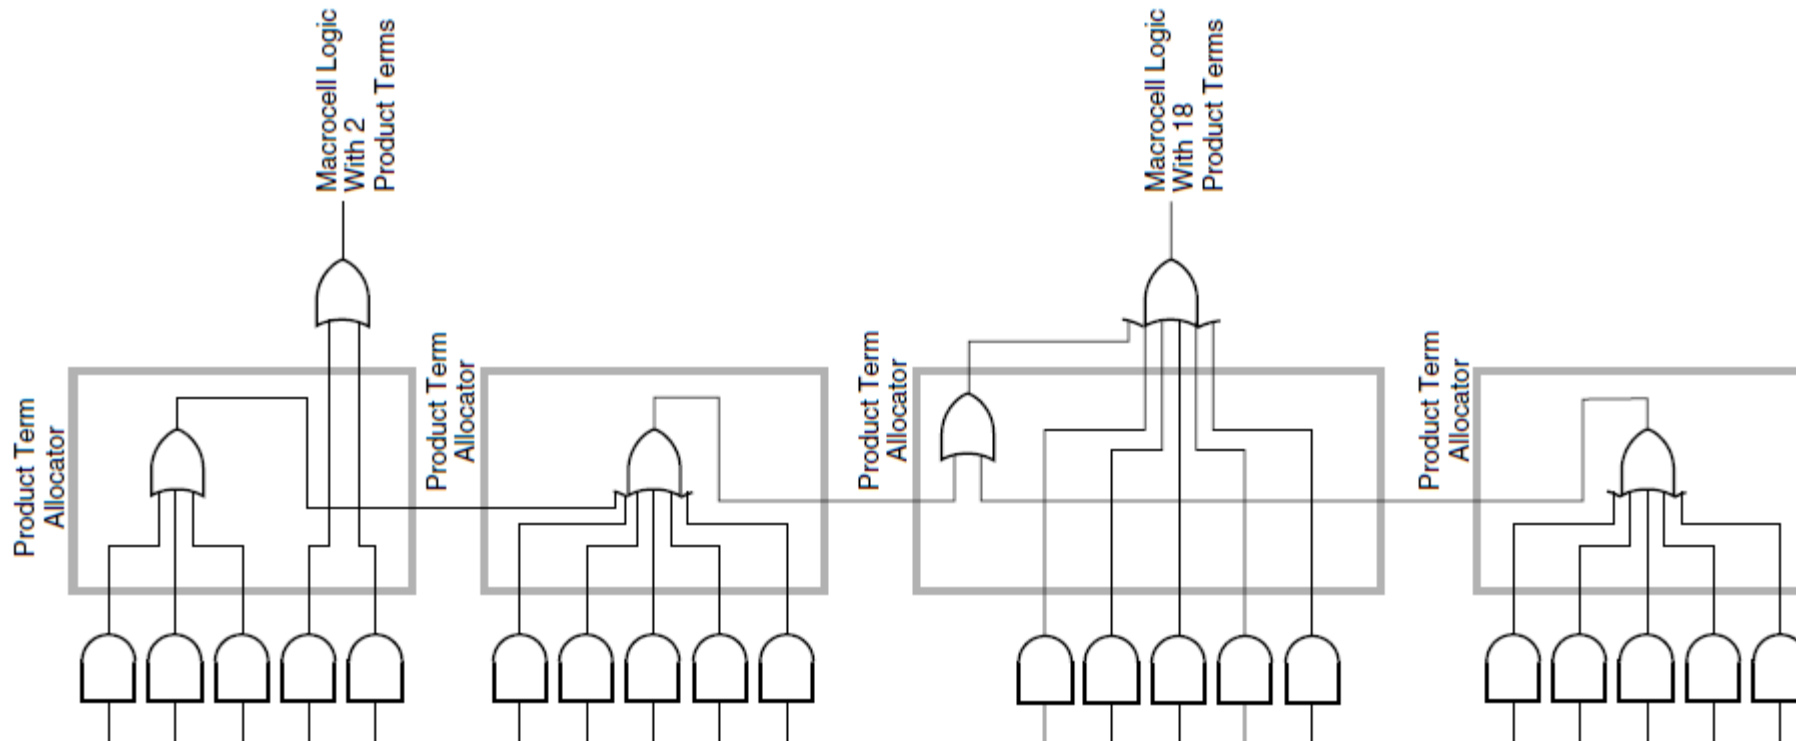 Macrocell Logic
With 2
Product Terms
Macrocell Logic
With 18
Product Terms
Product Term
Allocator
Product Term
Allocator
Product Term
Allocator
Product Term
Allocator